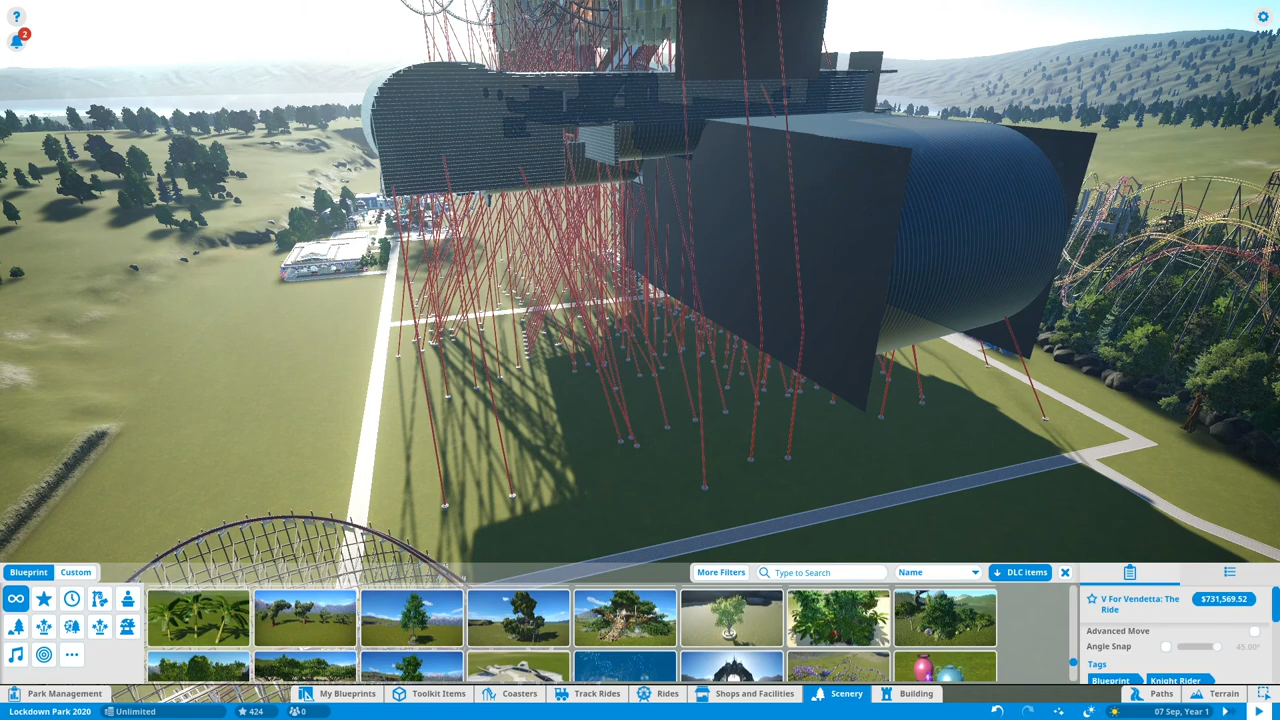 ?
2
Blueprint Custom More Filters Type to Search Name DLC items
V For Vendetta: The
Ride
$731,569.52
Advanced Move
Angle Snap 45.00°
Tags
Blueprint Knight Rider
Park Management My Blueprints Toolkit Items Coasters Track Rides Rides Shops and Facilities Scenery Building Paths Terrain
Lockdown Park 2020 Unlimited 424 0 07 Sep, Year 1